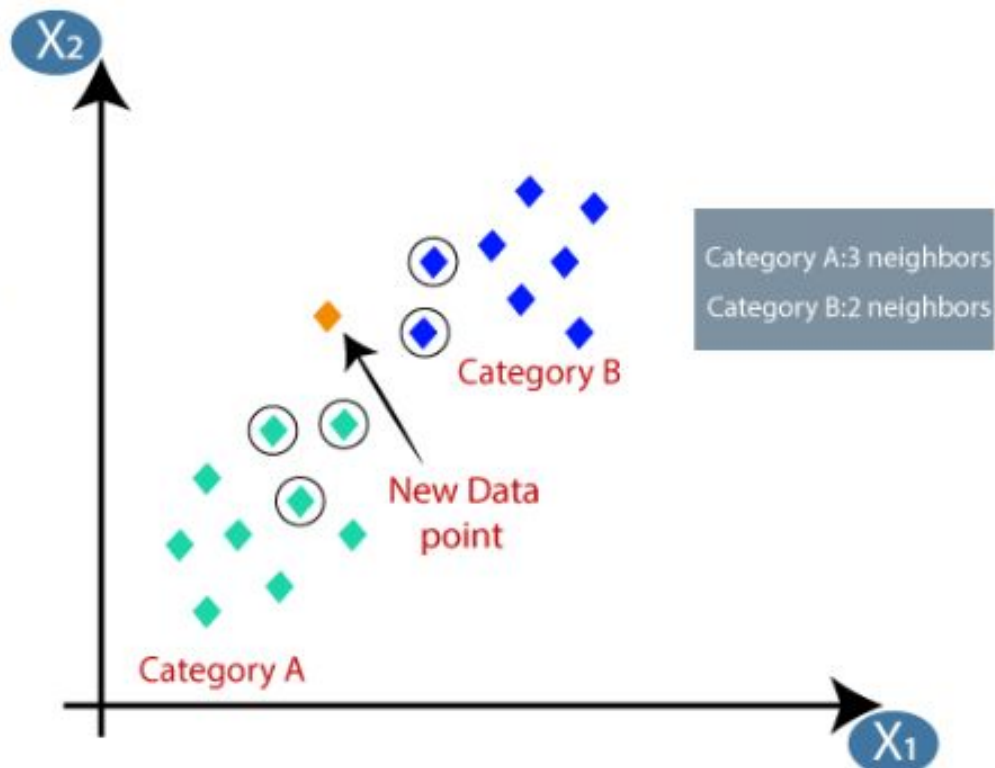 X₂
Category A:3 neighbors
Category B:2 neighbors
Category B
New Data
point
Category A
X₁